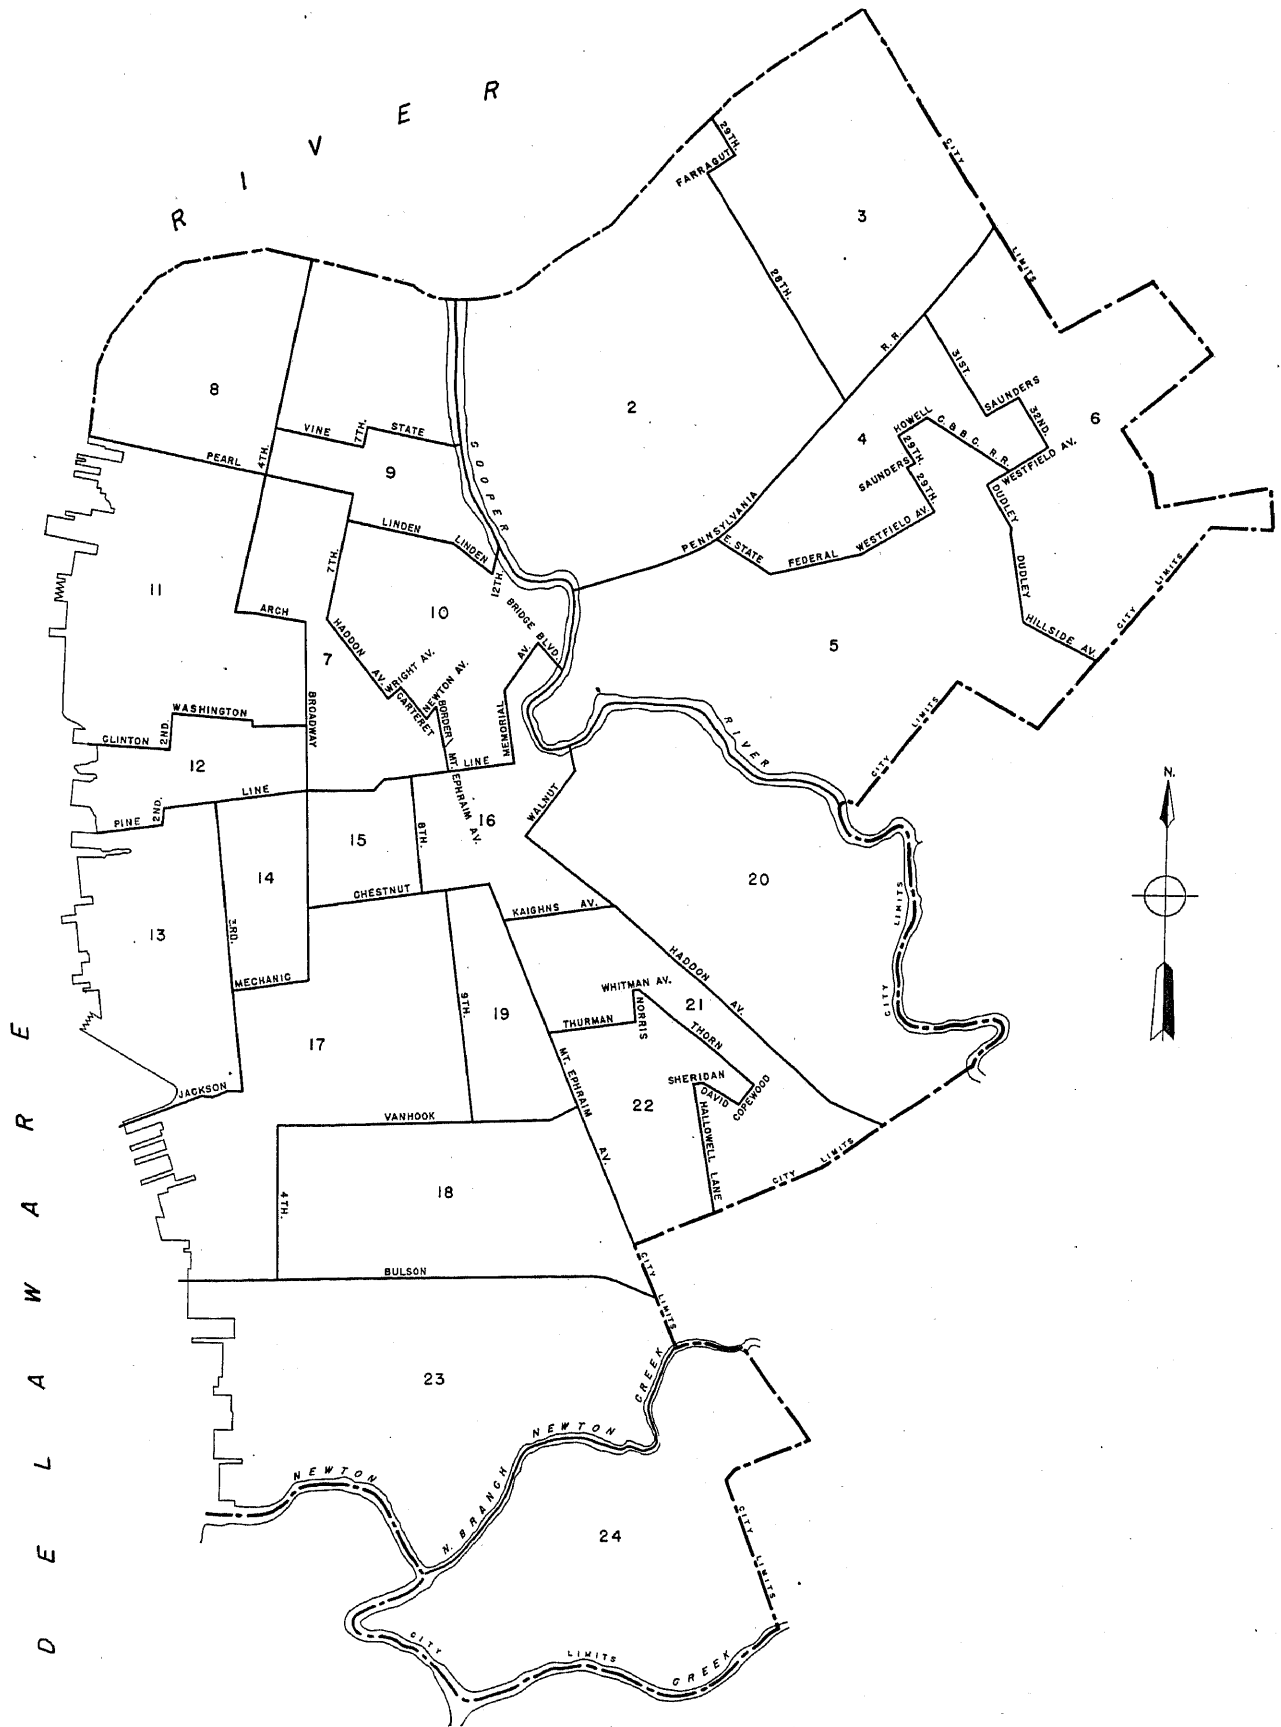 R I V E R
29TH.
FARRAGUT
CITY
LIMITS
3
28TH.
R. R.
31ST.
SAUNDERS
32ND.
6
8
2
4
HOWELL
C. B B C. R. R.
WESTFIELD AV.
VINE
7TH.
STATE
4TH.
PEARL
9
COOPER
29TH.
SAUNDERS
29TH.
DUDLEY
LINDEN
LINDEN
12TH.
PENNSYLVANIA
E. STATE
FEDERAL
WESTFIELD AV.
DUDLEY
CITY LIMITS
HILLSIDE AV.
11
7TH.
ARCH
10
BRIDGE BLVD.
5
7
HADDON AV.
WRIGHT AV.
CARTERET
NEWTON AV.
BORDER
MEMORIAL AV.
BROADWAY
WASHINGTON
CLINTON
2ND.
RIVER
CITY LIMITS
12
LINE
LINE
MT. EPHRAIM AV.
WALNUT
PINE
2ND.
15
8TH.
16
N.
14
CHESTNUT
20
13
3RD.
MECHANIC
KAIGHNS AV.
HADDON AV.
CITY LIMITS
17
9TH.
19
THURMAN
WHITMAN AV.
NORRIS
21
THORN
JACKSON
VANHOOK
MT. EPHRAIM AV.
22
SHERIDAN
DAVID
COPEWOOD
HALLOWELL LANE
CITY LIMITS
18
4TH.
BULSON
CITY LIMITS
23
CREEK
NEWTON
N. BRANCH
NEWTON
24
CITY LIMITS
CITY
LIMITS
CREEK
DELAWARE